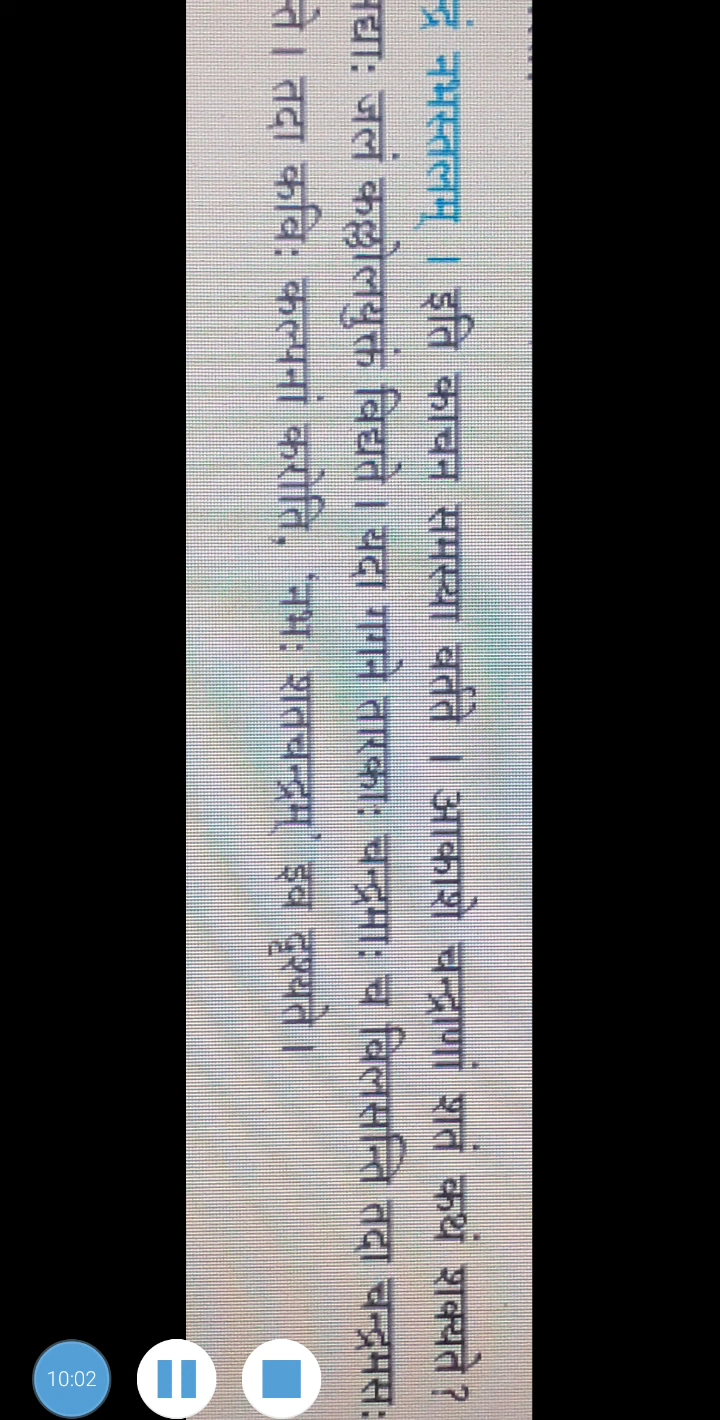 नभस्तलम् । इति काचन समस्या वर्तते । आकाशे चन्द्राणां शतं कथं शक्यते?
नद्याः जलं कल्लोलयुक्तं विद्यते । यदा गगने तारकाः चन्द्रमाः च विलसन्ति तदा चन्द्रमसः
तदा कविः कल्पनां करोति, 'नभः शतचन्द्रम्' इव दृश्यते ।
10:02